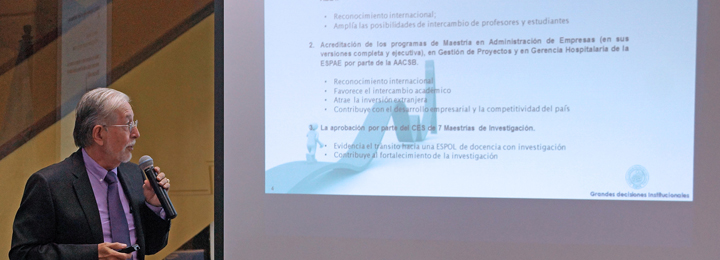 • Reconocimiento internacional;
• Amplía las posibilidades de intercambio de profesores y estudiantes
2. Acreditación de los programas de Maestría en Administración de Empresas (en sus
versiones completa y ejecutiva), en Gestión de Proyectos y en Gerencia Hospitalaria de la
ESPAE por parte de la AACSB.
• Reconocimiento internacional
• Favorece el intercambio académico
• Atrae la inversión extranjera
• Contribuye con el desarrollo empresarial y la competitividad del país
3. La aprobación por parte del CES de 7 Maestrías de Investigación.
• Evidencia el tránsito hacia una ESPOL de docencia con investigación
• Contribuye al fortalecimiento de la investigación
Grandes decisiones institucionales